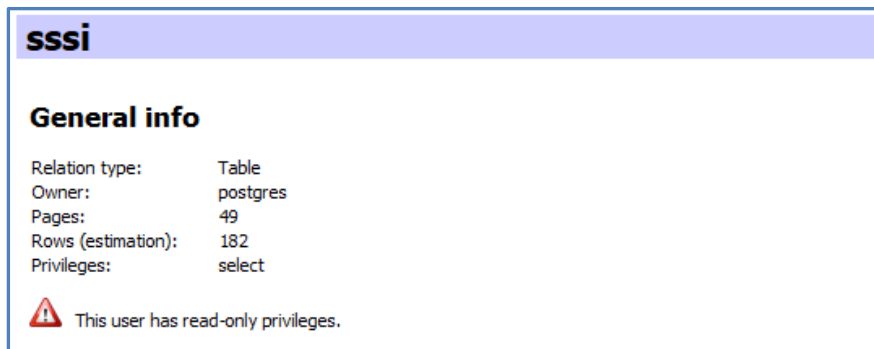 sssi
General info
Relation type: Table
Owner: postgres
Pages: 49
Rows (estimation): 182
Privileges: select
This user has read-only privileges.